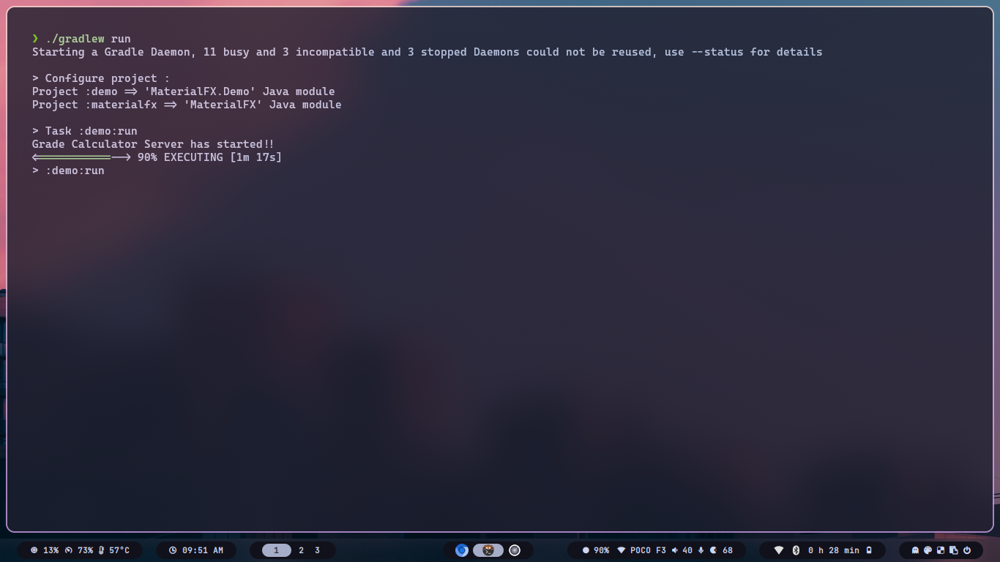 ❯ ./gradlew run
Starting a Gradle Daemon, 11 busy and 3 incompatible and 3 stopped Daemons could not be reused, use --status for details
> Configure project :
Project :demo => 'MaterialFX.Demo' Java module
Project :materialfx => 'MaterialFX' Java module
> Task :demo:run
Grade Calculator Server has started!!
<===========---> 90% EXECUTING [1m 17s]
> :demo:run
13% 73% 57°C 09:51 AM 1 2 3 90% POCO F3 40 68 0 h 28 min